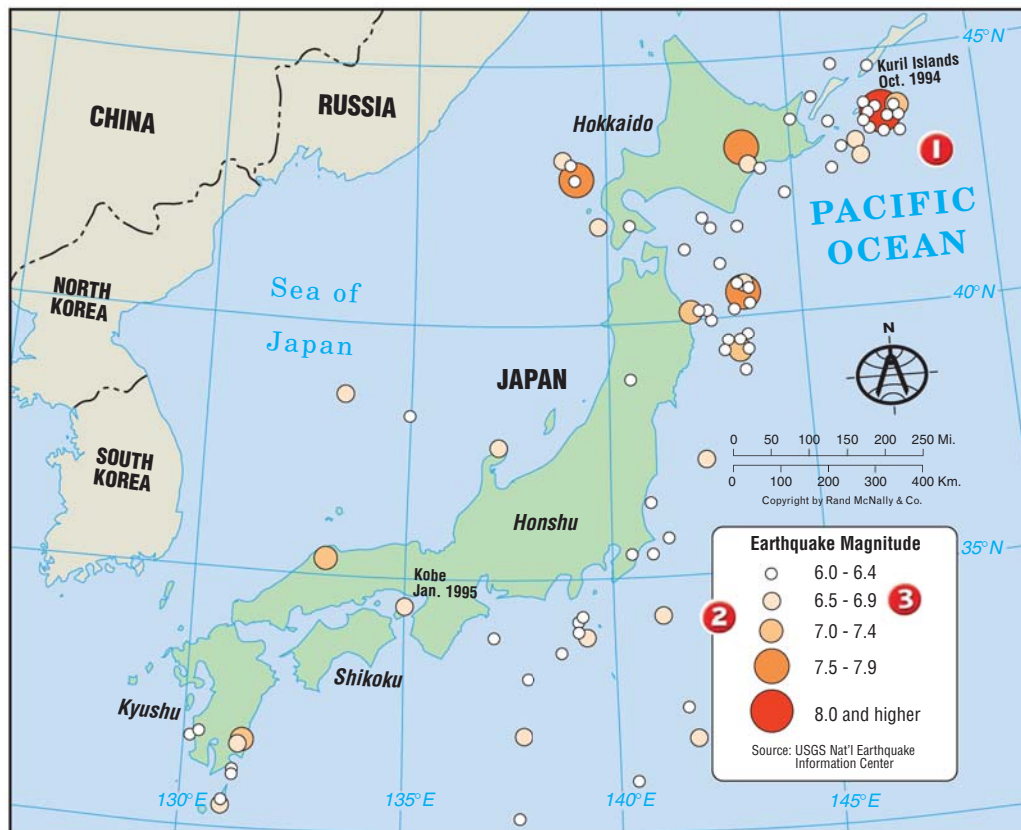 45°N
Kuril Islands
Oct. 1994
RUSSIA
CHINA
Hokkaido
1
PACIFIC
OCEAN
NORTH
KOREA
Sea of
Japan
40°N
N
JAPAN
0 50 100 150 200 250 Mi.
0 100 200 300 400 Km.
Copyright by Rand McNally & Co.
SOUTH
KOREA
Honshu
35°N
Kobe
Jan. 1995
Shikoku
Kyushu
Earthquake Magnitude
6.0 - 6.4
6.5 - 6.9
3
2
7.0 - 7.4
7.5 - 7.9
8.0 and higher
Source: USGS Nat'l Earthquake
Information Center
130°E
135°E
140°E
145°E